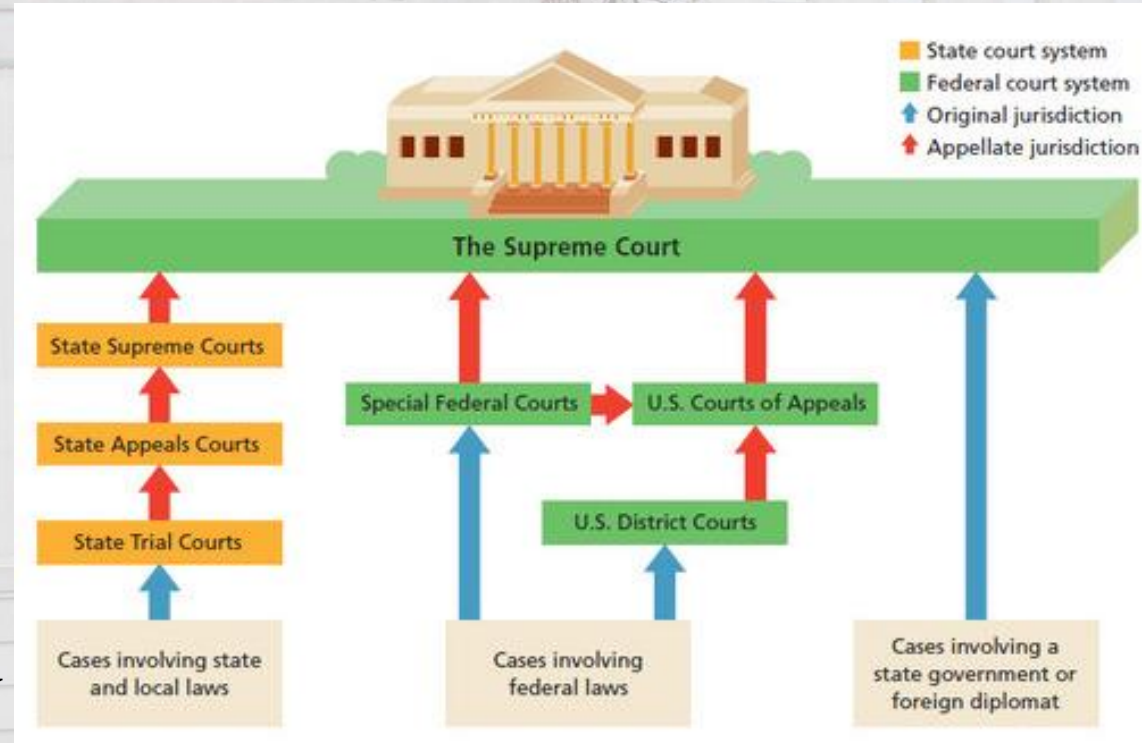 State court system
Federal court system
Original jurisdiction
Appellate jurisdiction
The Supreme Court
State Supreme Courts
Special Federal Courts
U.S. Courts of Appeals
State Appeals Courts
U.S. District Courts
State Trial Courts
Cases involving state
and local laws
Cases involving
federal laws
Cases involving a
state government or
foreign diplomat